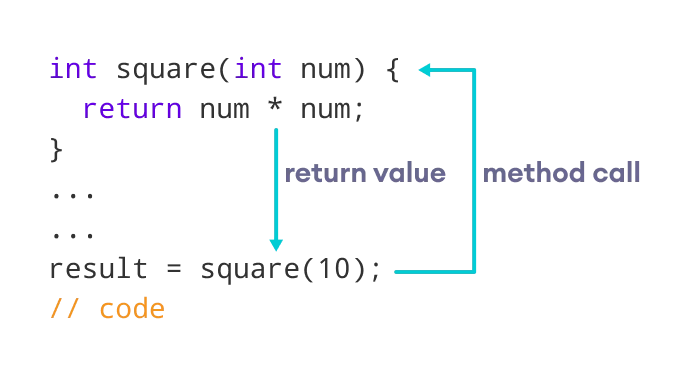 int square(int num) {
  return num * num;
}
...
return value
method call
...
result = square(10);
// code